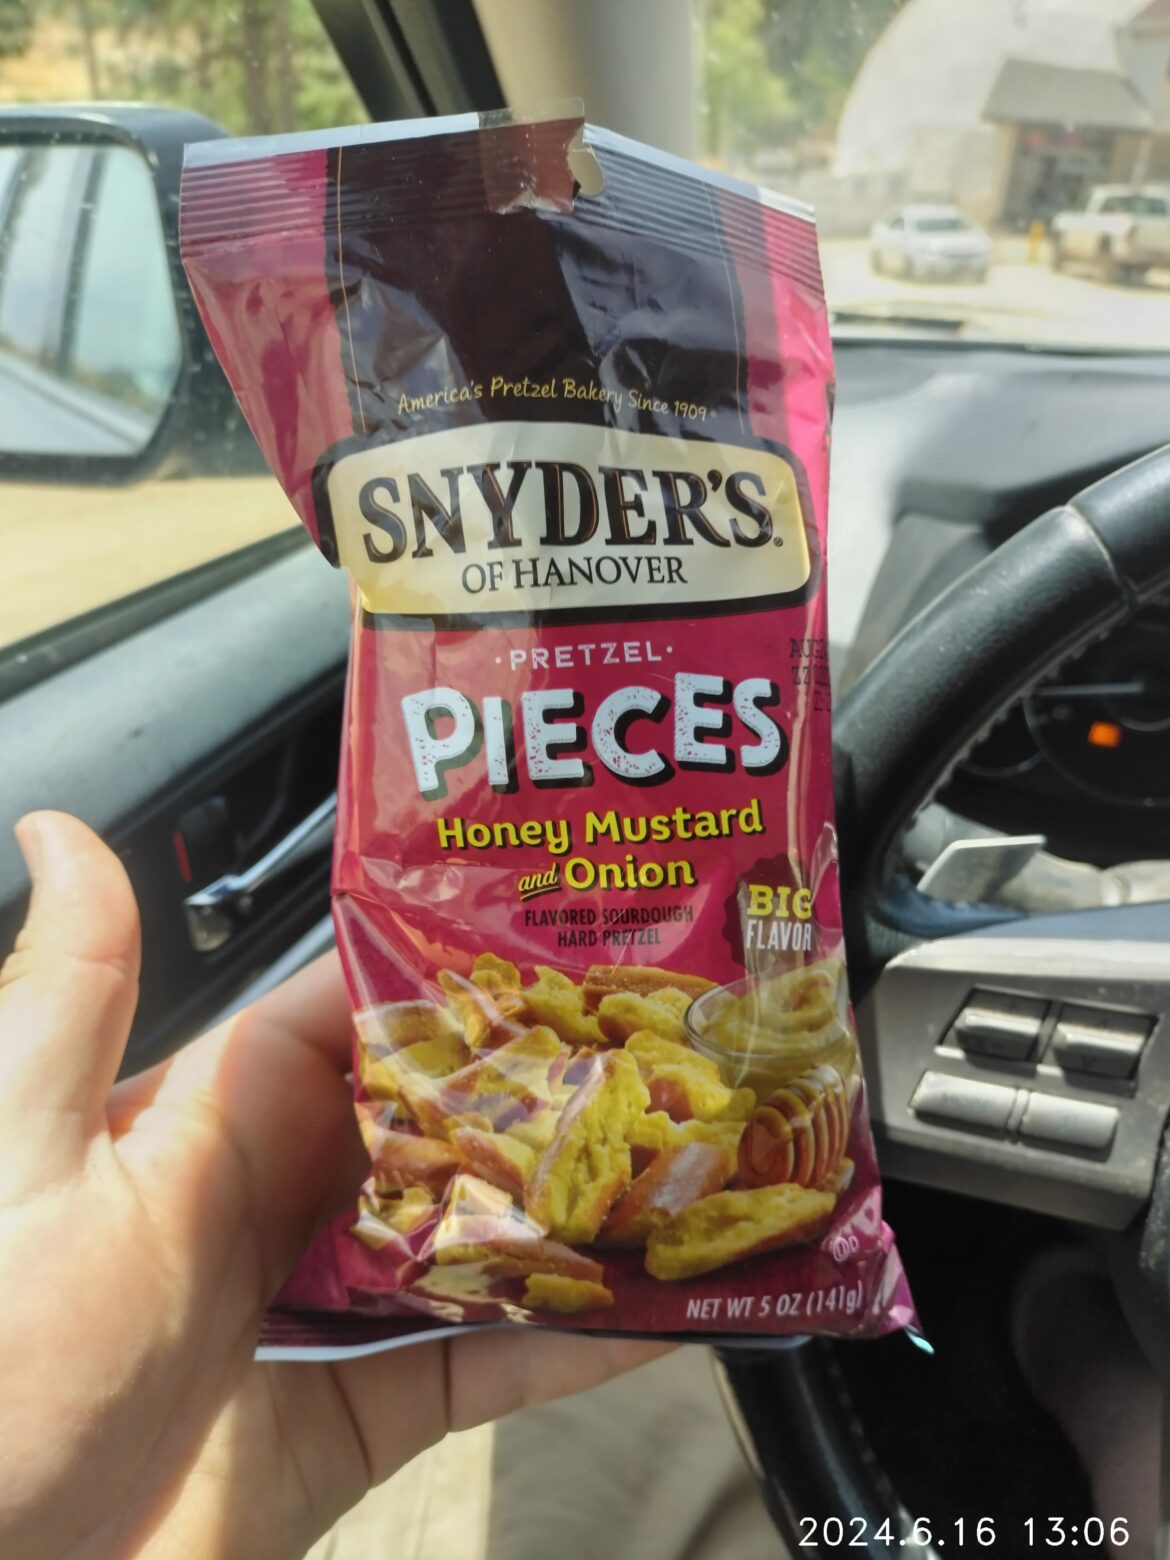 America's Pretzel Bakery Since 1909
SNYDER'S®
OF HANOVER
·PRETZEL·
PIECES
Honey Mustard
and Onion
FLAVORED SOURDOUGH
HARD PRETZEL
BIG
FLAVOR
NET WT 5 OZ (141g)
2024.6.16 13:06